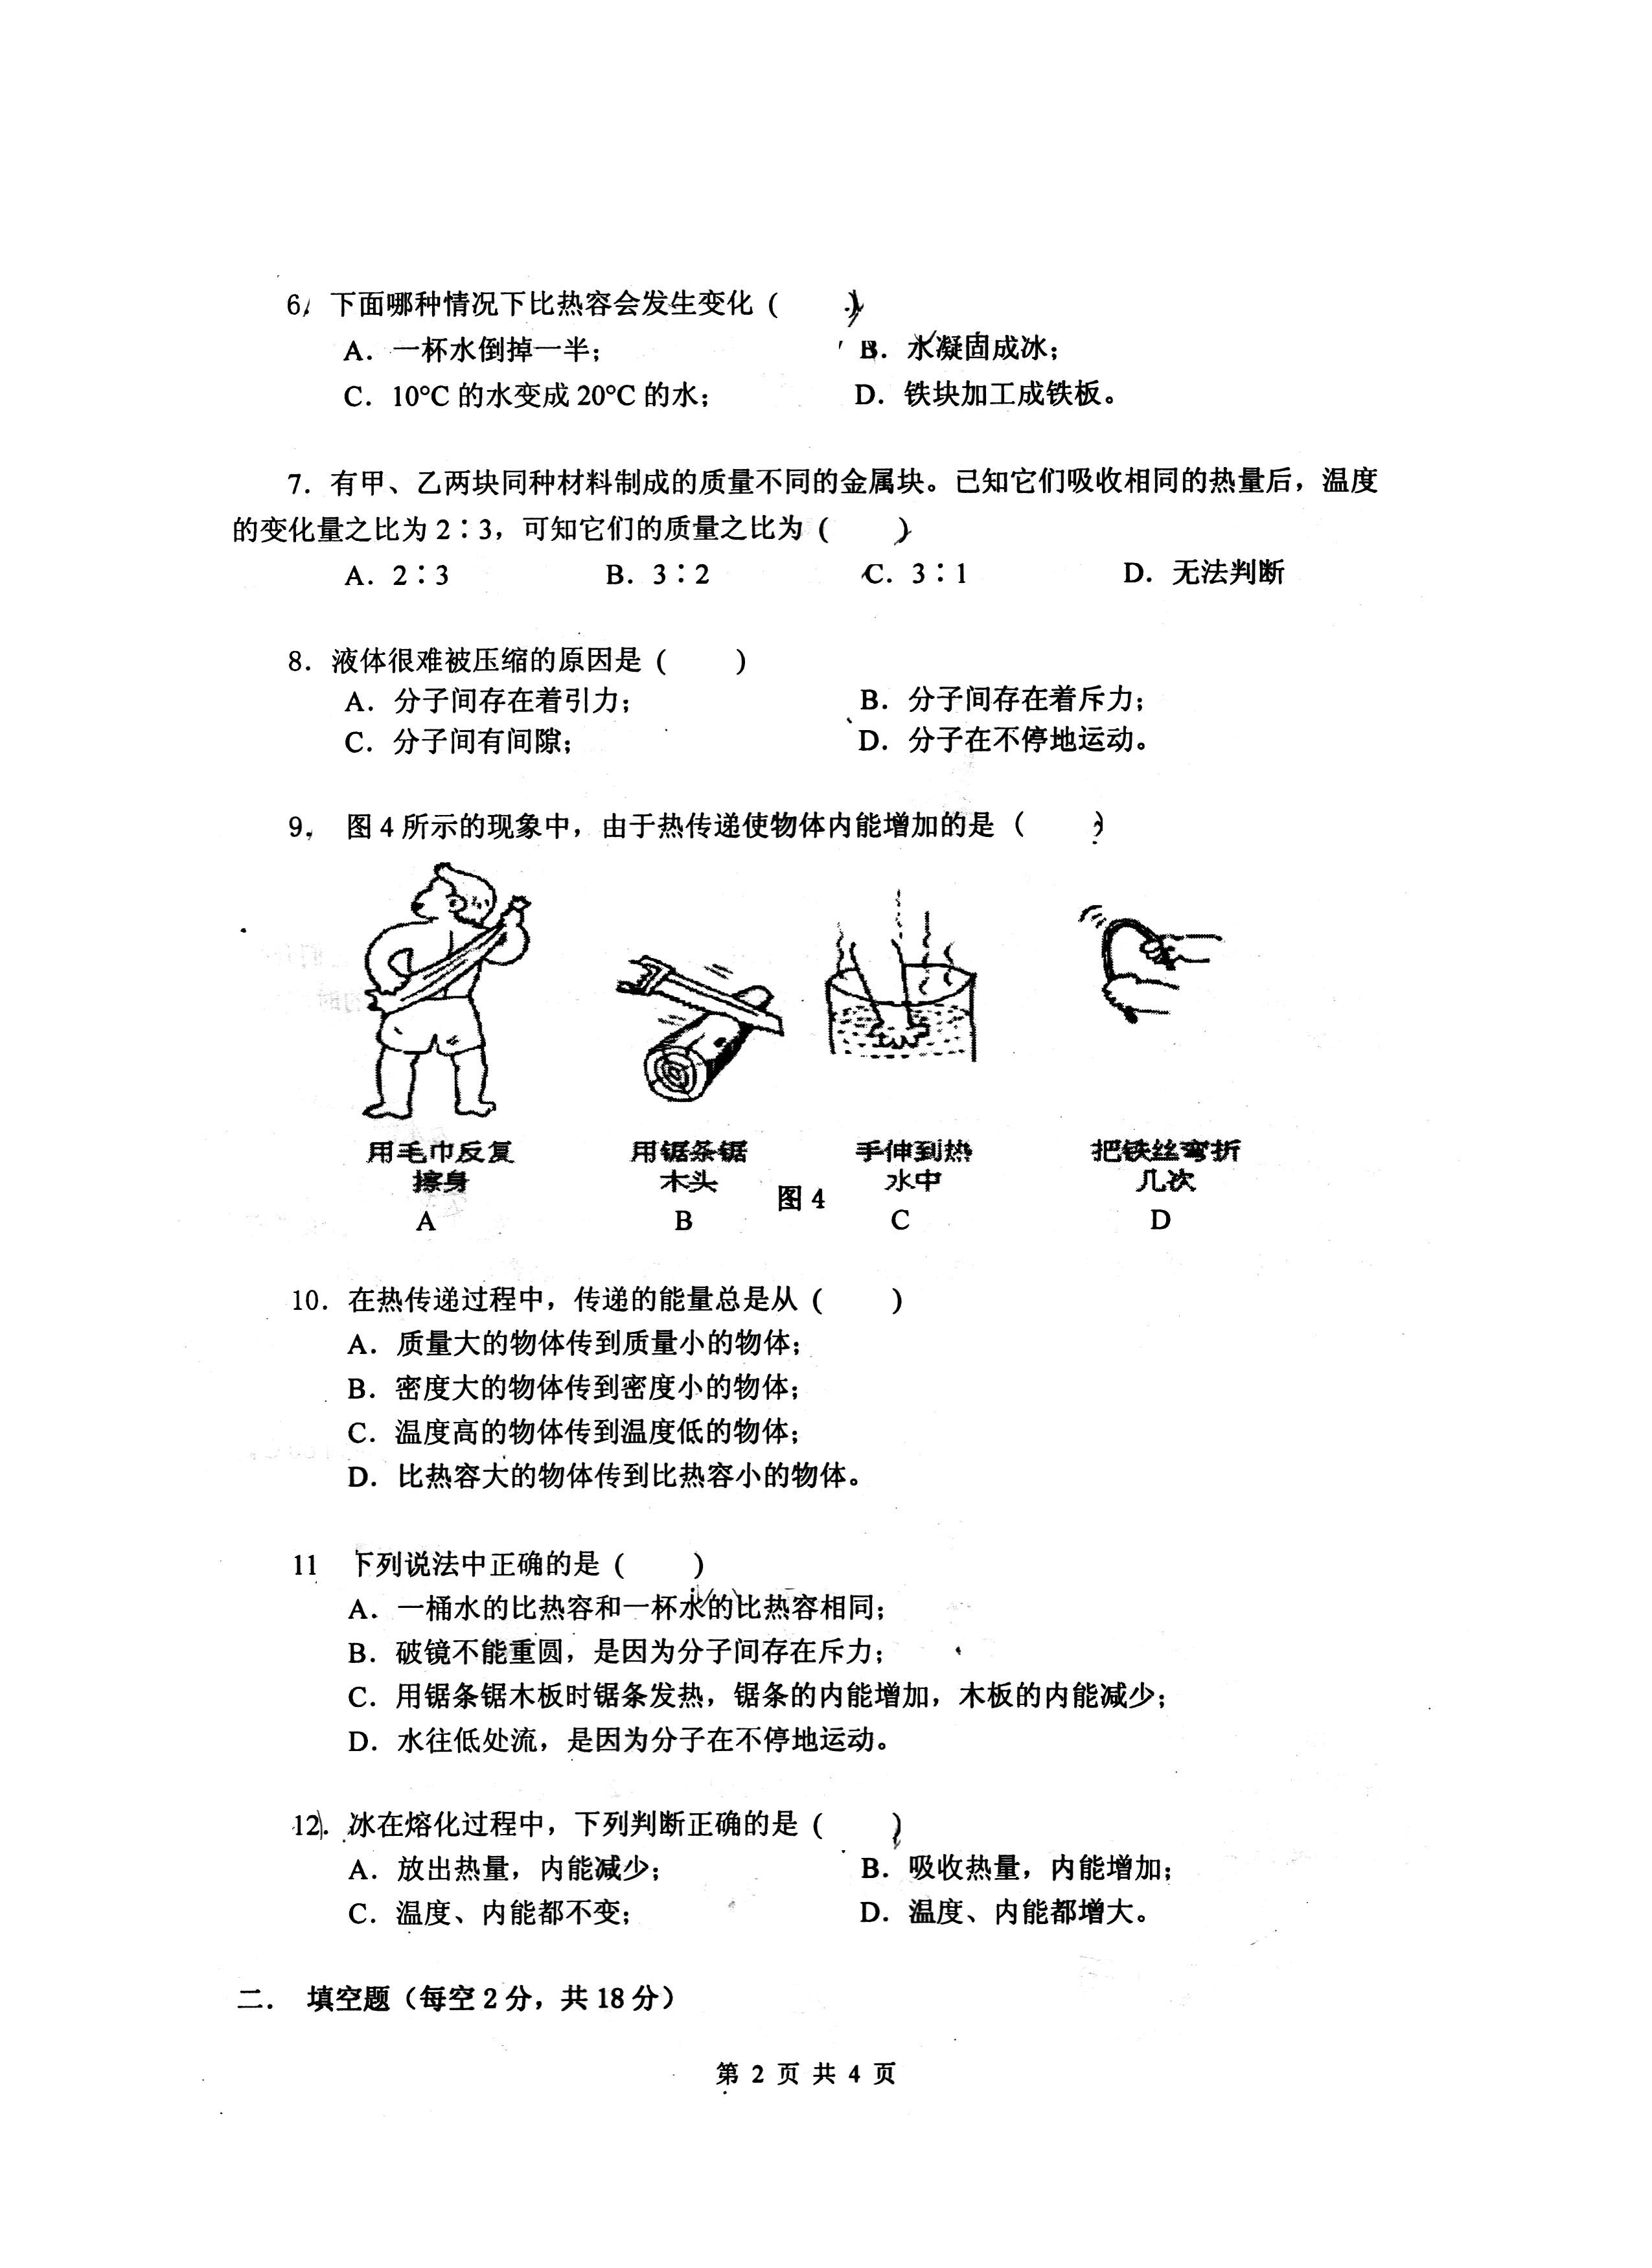 6. 下面哪种情况下比热容会发生变化（　　）
A．一杯水倒掉一半；　　B．水凝固成冰；
C．10°C 的水变成 20°C 的水；　　D．铁块加工成铁板。
7．有甲、乙两块同种材料制成的质量不同的金属块。已知它们吸收相同的热量后，温度
的变化量之比为 2∶3，可知它们的质量之比为（　　）
A．2∶3　　B．3∶2　　C．3∶1　　D．无法判断
8．液体很难被压缩的原因是（　　）
A．分子间存在着引力；　　B．分子间存在着斥力；
C．分子间有间隙；　　D．分子在不停地运动。
9． 图 4 所示的现象中，由于热传递使物体内能增加的是（　　）
用毛巾反复　　用锯条锯　　手伸到热　　把铁丝弯折
擦身　　木头　　水中　　几次
图 4
A　　B　　C　　D
10．在热传递过程中，传递的能量总是从（　　）
A．质量大的物体传到质量小的物体；
B．密度大的物体传到密度小的物体；
C．温度高的物体传到温度低的物体；
D．比热容大的物体传到比热容小的物体。
11 下列说法中正确的是（　　）
A．一桶水的比热容和一杯水的比热容相同；
B．破镜不能重圆，是因为分子间存在斥力；
C．用锯条锯木板时锯条发热，锯条的内能增加，木板的内能减少；
D．水往低处流，是因为分子在不停地运动。
12．冰在熔化过程中，下列判断正确的是（　　）
A．放出热量，内能减少；　　B．吸收热量，内能增加；
C．温度、内能都不变；　　D．温度、内能都增大。
二． 填空题（每空 2 分，共 18 分）
第 2 页 共 4 页